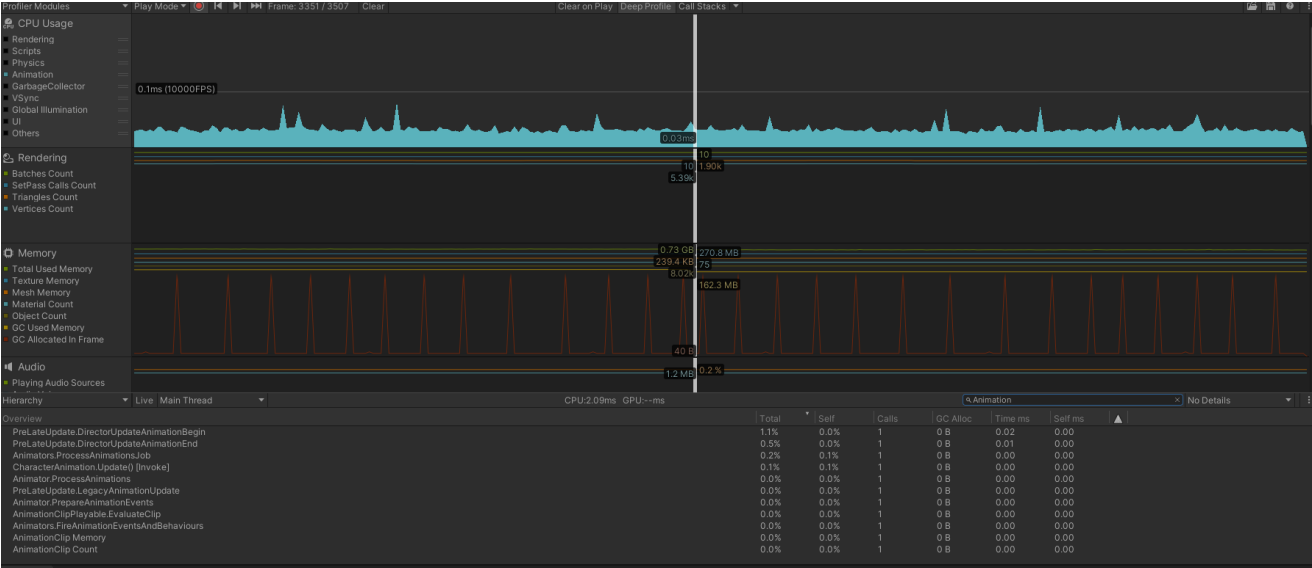 Profiler Modules Play Mode Frame: 3351 / 3507 Clear Clear on Play Deep Profile Call Stacks
CPU Usage
Rendering
Scripts
Physics
Animation
GarbageCollector
VSync
Global Illumination
UI
Others
0.1ms (10000FPS)
0.03ms
Rendering
Batches Count
SetPass Calls Count
Triangles Count
Vertices Count
10
10 1.90k
5.39k
Memory
Total Used Memory
Texture Memory
Mesh Memory
Material Count
Object Count
GC Used Memory
GC Allocated In Frame
0.73 GB 270.8 MB
239.4 KB 75
8.02k
162.3 MB
40 B
Audio
Playing Audio Sources
1.2 MB 0.2 %
Hierarchy Live Main Thread CPU:2.09ms GPU:--ms Animation No Details
Overview Total Self Calls GC Alloc Time ms Self ms
PreLateUpdate.DirectorUpdateAnimationBegin 1.1% 0.0% 1 0 B 0.02 0.00
PreLateUpdate.DirectorUpdateAnimationEnd 0.5% 0.0% 1 0 B 0.01 0.00
Animators.ProcessAnimationsJob 0.2% 0.1% 1 0 B 0.00 0.00
CharacterAnimation.Update() [Invoke] 0.1% 0.1% 1 0 B 0.00 0.00
Animator.ProcessAnimations 0.0% 0.0% 1 0 B 0.00 0.00
PreLateUpdate.LegacyAnimationUpdate 0.0% 0.0% 1 0 B 0.00 0.00
Animator.PrepareAnimationEvents 0.0% 0.0% 1 0 B 0.00 0.00
AnimationClipPlayable.EvaluateClip 0.0% 0.0% 1 0 B 0.00 0.00
Animators.FireAnimationEventsAndBehaviours 0.0% 0.0% 1 0 B 0.00 0.00
AnimationClip Memory 0.0% 0.0% 1 0 B 0.00 0.00
AnimationClip Count 0.0% 0.0% 1 0 B 0.00 0.00